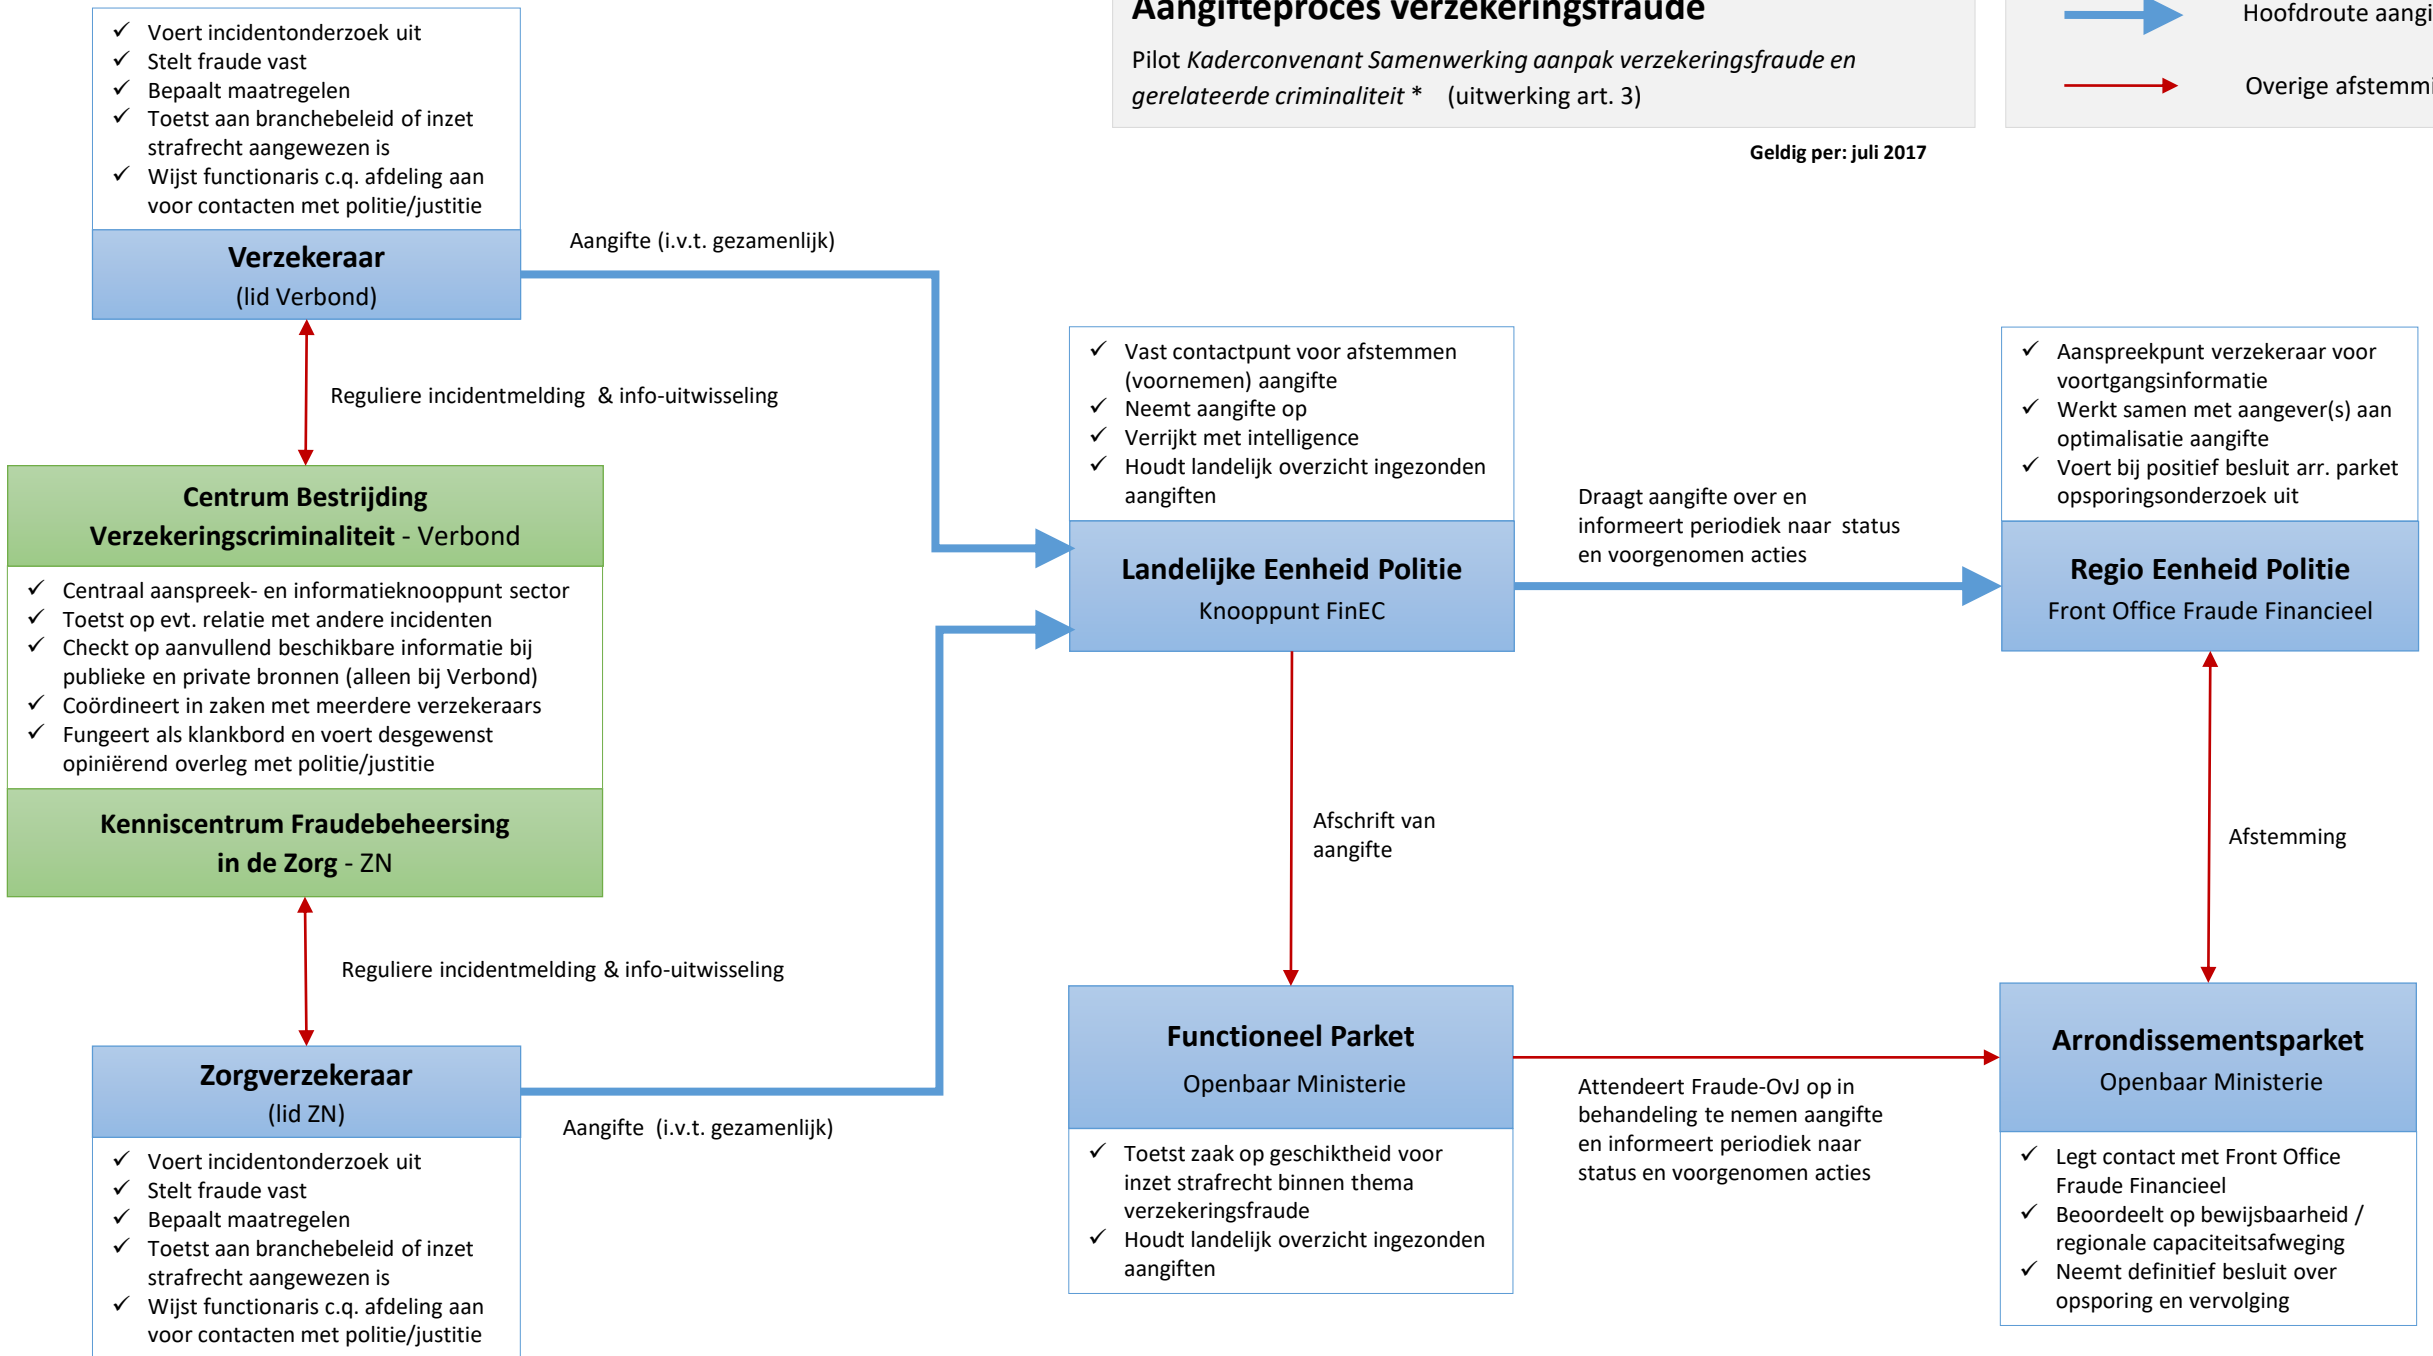 Aangifteproces verzekeringsfraude
Pilot Kaderconvenant Samenwerking aanpak verzekeringsfraude en
gerelateerde criminaliteit * (uitwerking art. 3)
Geldig per: juli 2017
Hoofdroute aangi
Overige afstemmi
✓ Voert incidentonderzoek uit
✓ Stelt fraude vast
✓ Bepaalt maatregelen
✓ Toetst aan branchebeleid of inzet
strafrecht aangewezen is
✓ Wijst functionaris c.q. afdeling aan
voor contacten met politie/justitie
Verzekeraar
(lid Verbond)
Aangifte (i.v.t. gezamenlijk)
Reguliere incidentmelding & info-uitwisseling
Centrum Bestrijding
Verzekeringscriminaliteit - Verbond
✓ Centraal aanspreek- en informatieknooppunt sector
✓ Toetst op evt. relatie met andere incidenten
✓ Checkt op aanvullend beschikbare informatie bij
publieke en private bronnen (alleen bij Verbond)
✓ Coördineert in zaken met meerdere verzekeraars
✓ Fungeert als klankbord en voert desgewenst
opiniërend overleg met politie/justitie
Kenniscentrum Fraudebeheersing
in de Zorg - ZN
Reguliere incidentmelding & info-uitwisseling
Zorgverzekeraar
(lid ZN)
Aangifte (i.v.t. gezamenlijk)
✓ Voert incidentonderzoek uit
✓ Stelt fraude vast
✓ Bepaalt maatregelen
✓ Toetst aan branchebeleid of inzet
strafrecht aangewezen is
✓ Wijst functionaris c.q. afdeling aan
voor contacten met politie/justitie
✓ Vast contactpunt voor afstemmen
(voornemen) aangifte
✓ Neemt aangifte op
✓ Verrijkt met intelligence
✓ Houdt landelijk overzicht ingezonden
aangiften
Landelijke Eenheid Politie
Knooppunt FinEC
Draagt aangifte over en
informeert periodiek naar status
en voorgenomen acties
✓ Aanspreekpunt verzekeraar voor
voortgangsinformatie
✓ Werkt samen met aangever(s) aan
optimalisatie aangifte
✓ Voert bij positief besluit arr. parket
opsporingsonderzoek uit
Regio Eenheid Politie
Front Office Fraude Financieel
Afschrift van
aangifte
Afstemming
Functioneel Parket
Openbaar Ministerie
✓ Toetst zaak op geschiktheid voor
inzet strafrecht binnen thema
verzekeringsfraude
✓ Houdt landelijk overzicht ingezonden
aangiften
Attendeert Fraude-OvJ op in
behandeling te nemen aangifte
en informeert periodiek naar
status en voorgenomen acties
Arrondissementsparket
Openbaar Ministerie
✓ Legt contact met Front Office
Fraude Financieel
✓ Beoordeelt op bewijsbaarheid /
regionale capaciteitsafweging
✓ Neemt definitief besluit over
opsporing en vervolging